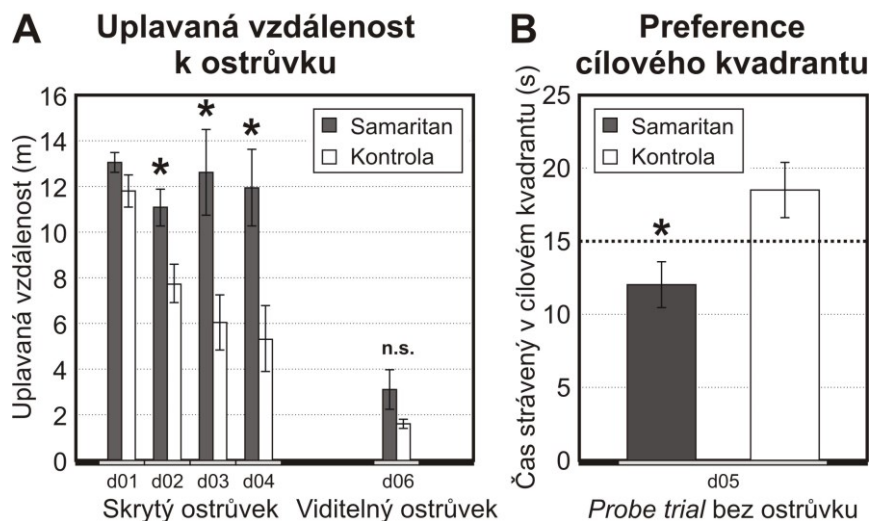 A
Uplavaná vzdálenost
k ostrůvku
Uplavaná vzdálenost (m)
16
14
12
10
8
6
4
2
0
Samaritan
Kontrola
*
*
*
n.s.
d01 d02 d03 d04 d06
Skrytý ostrůvek Viditelný ostrůvek
B
Preference
cílového kvadrantu
Čas strávený v cílovém kvadrantu (s)
25
20
15
10
5
0
Samaritan
Kontrola
*
d05
Probe trial bez ostrůvku